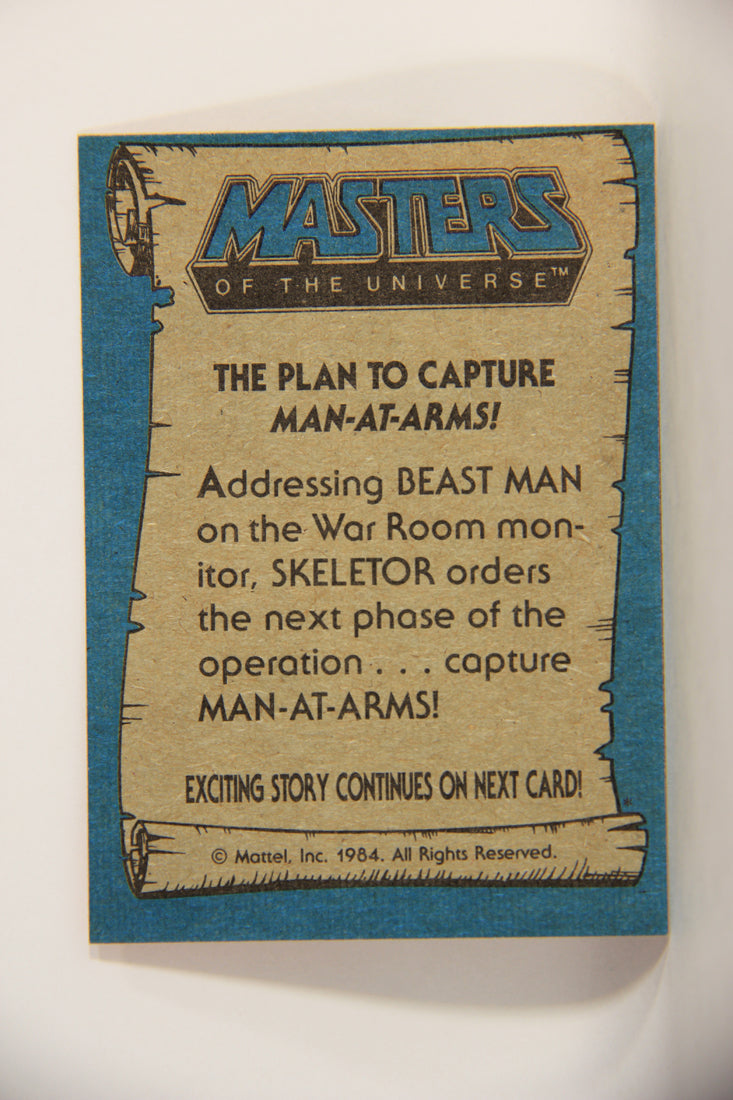 MASTERS
OF THE UNIVERSE™
THE PLAN TO CAPTURE
MAN-AT-ARMS!
Addressing BEAST MAN
on the War Room mon-
itor, SKELETOR orders
the next phase of the
operation . . . capture
MAN-AT-ARMS!
EXCITING STORY CONTINUES ON NEXT CARD!
*
© Mattel, Inc. 1984. All Rights Reserved.